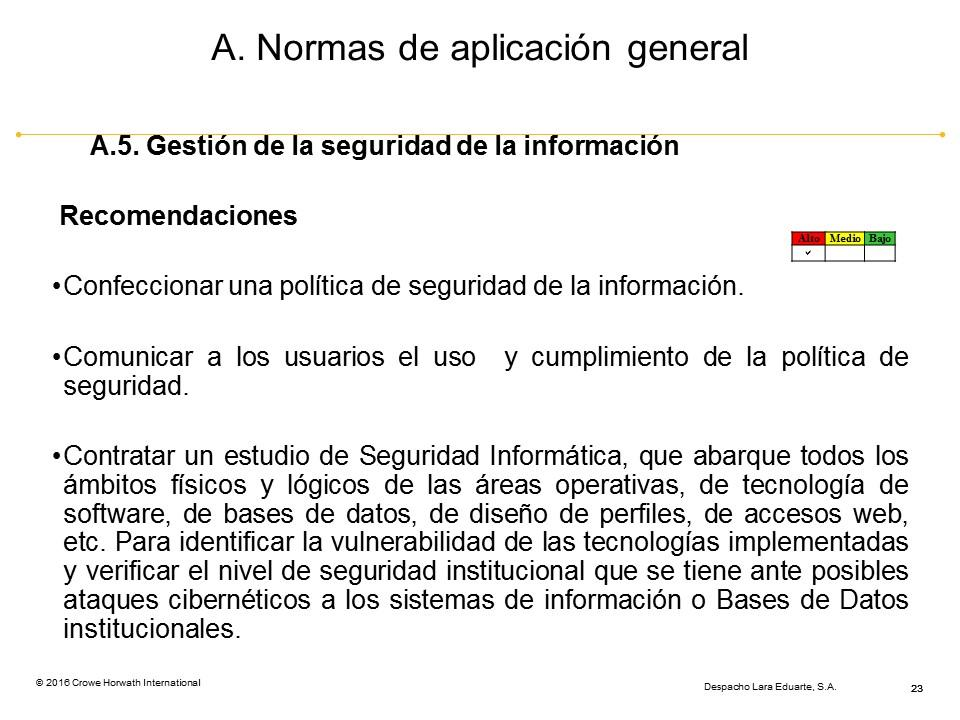 A. Normas de aplicación general
A.5. Gestión de la seguridad de la información
Recomendaciones
Alto Medio Bajo
✓
•Confeccionar una política de seguridad de la información.
•Comunicar a los usuarios el uso  y cumplimiento de la política de
seguridad.
•Contratar un estudio de Seguridad Informática, que abarque todos los
ámbitos físicos y lógicos de las áreas operativas, de tecnología de
software, de bases de datos, de diseño de perfiles, de accesos web,
etc. Para identificar la vulnerabilidad de las tecnologías implementadas
y verificar el nivel de seguridad institucional que se tiene ante posibles
ataques cibernéticos a los sistemas de información o Bases de Datos
institucionales.
© 2016 Crowe Horwath International
Despacho Lara Eduarte, S.A.
23